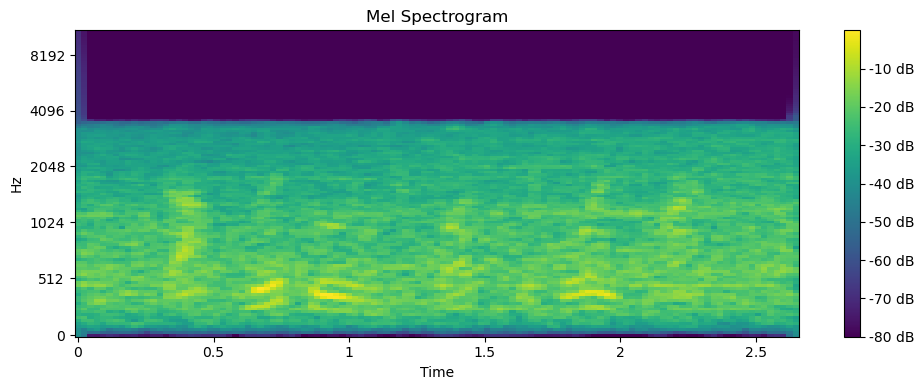 Mel Spectrogram
8192
4096
2048
1024
512
0
Hz
0
0.5
1
1.5
2
2.5
Time
-10 dB
-20 dB
-30 dB
-40 dB
-50 dB
-60 dB
-70 dB
-80 dB